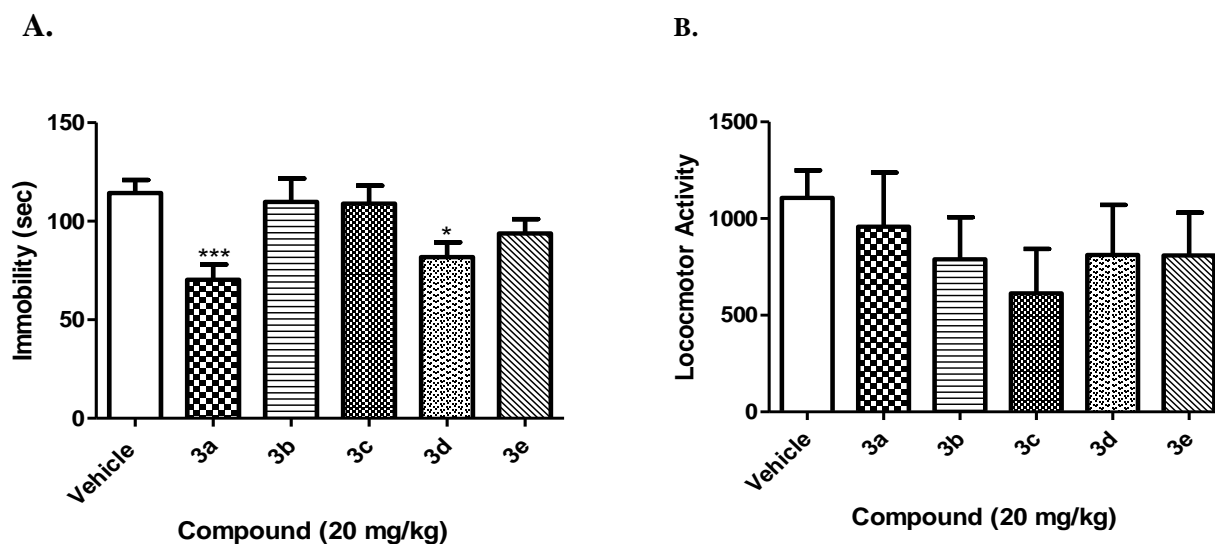 A.
150
100
50
0
Immobility (sec)
***
*
Vehicle
3a
3b
3c
3d
3e
Compound (20 mg/kg)
B.
1500
1000
500
0
Lococmotor Activity
Vehicle
3a
3b
3c
3d
3e
Compound (20 mg/kg)